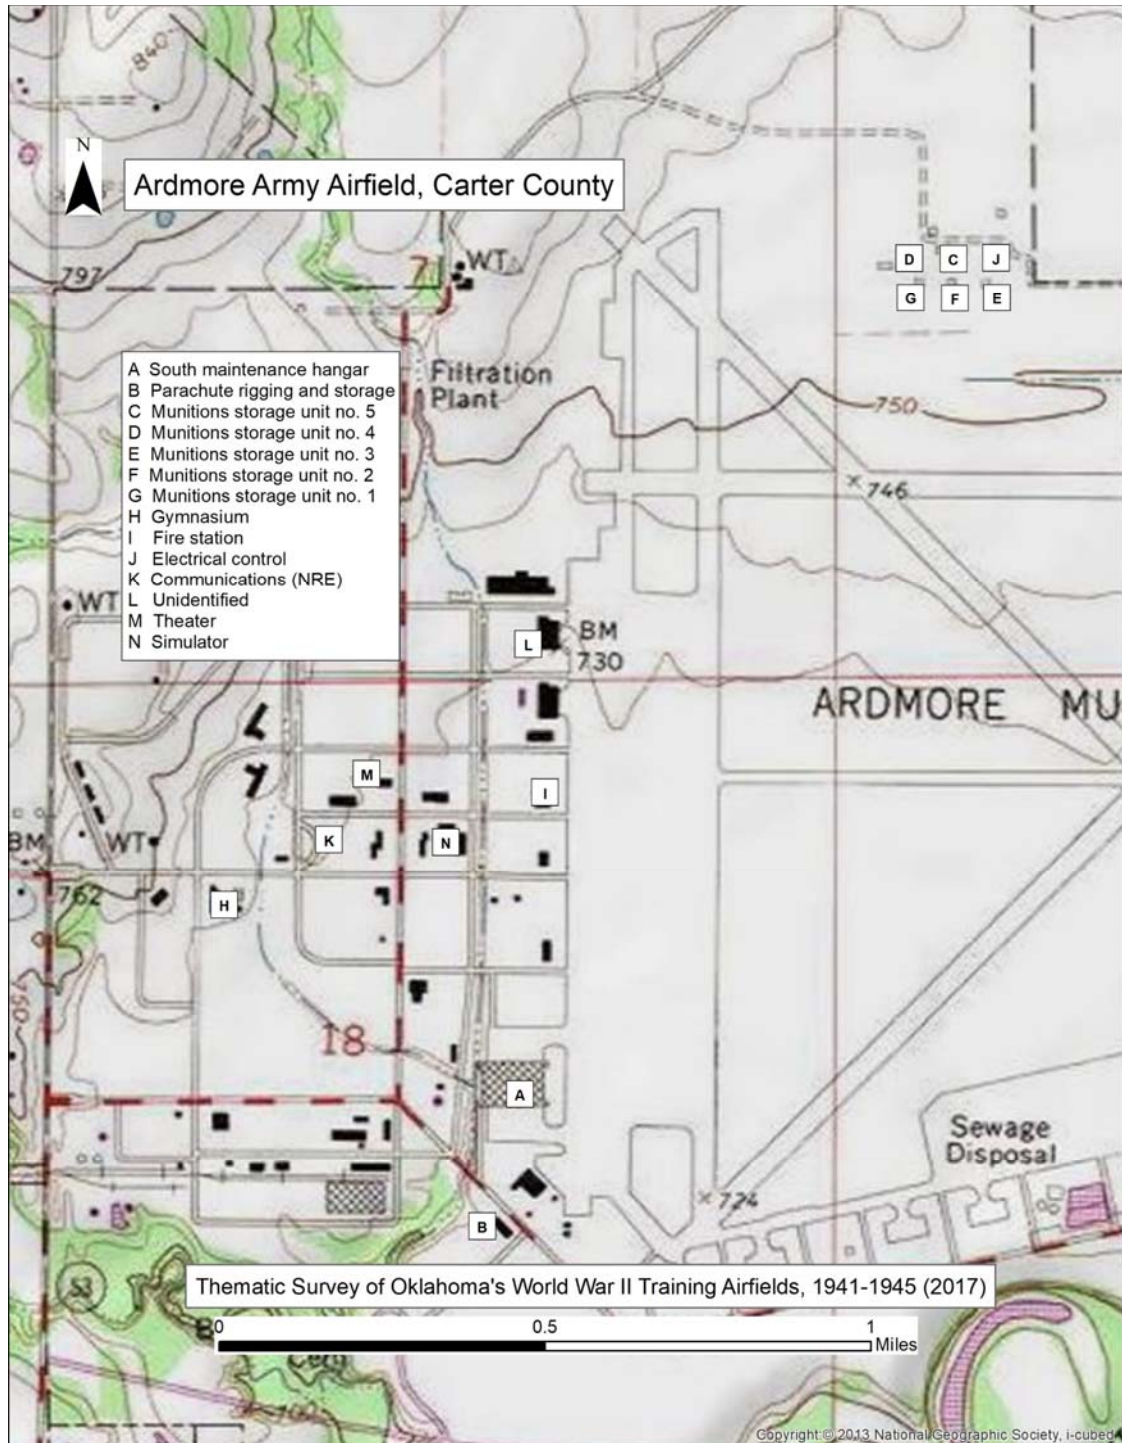 840
N
Ardmore Army Airfield, Carter County
797
7
WT
D
C
J
G
F
E
A South maintenance hangar
B Parachute rigging and storage
C Munitions storage unit no. 5
D Munitions storage unit no. 4
E Munitions storage unit no. 3
F Munitions storage unit no. 2
G Munitions storage unit no. 1
H Gymnasium
I Fire station
J Electrical control
K Communications (NRE)
L Unidentified
M Theater
N Simulator
Filtration
Plant
750
746
WT
L
BM
730
ARDMORE MU
M
I
K
N
BM
WT
762
H
750
18
A
Sewage
Disposal
724
B
Thematic Survey of Oklahoma's World War II Training Airfields, 1941-1945 (2017)
53
0
0.5
1
Miles
700
Copyright:© 2013 National Geographic Society, i-cubed